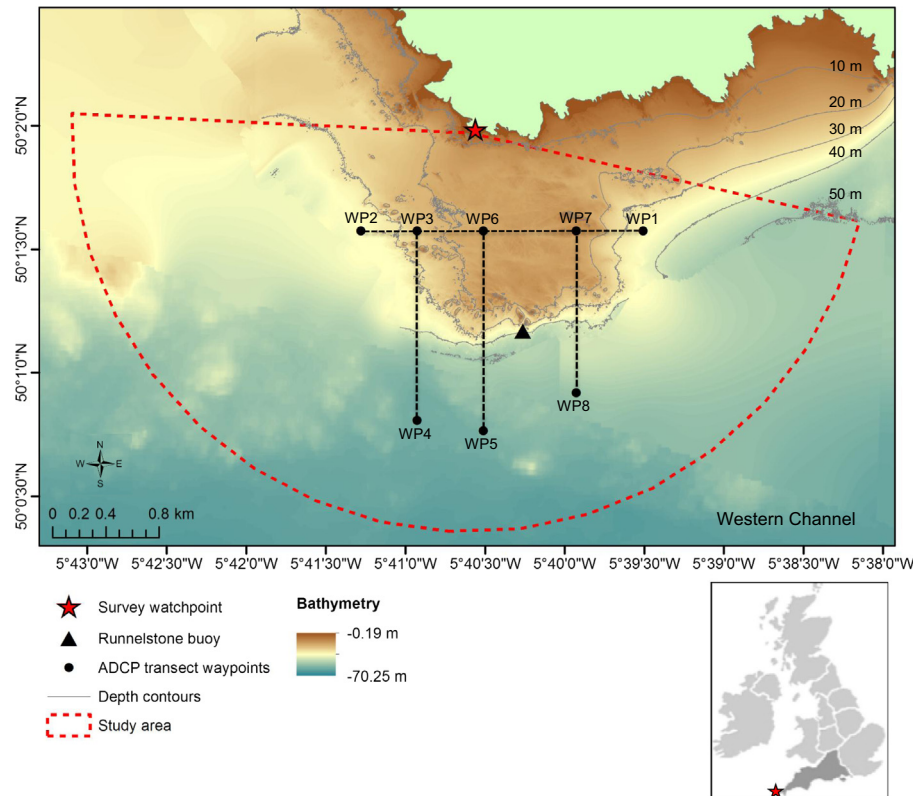 10 m
20 m
30 m
40 m
50 m
50°2'0"N
50°1'30"N
50°1'0"N
50°0'30"N
WP2
WP3
WP6
WP7
WP1
WP8
WP4
WP5
N
W
E
S
0 0.2 0.4 0.8 km
Western Channel
5°43'0"W 5°42'30"W 5°41'30"W 5°41'0"W 5°40'30"W 5°40'0"W 5°39'30"W 5°39'0"W 5°38'30"W 5°38'0"W
Survey watchpoint
Runnelstone buoy
ADCP transect waypoints
Depth contours
Study area
Bathymetry
-0.19 m
-70.25 m